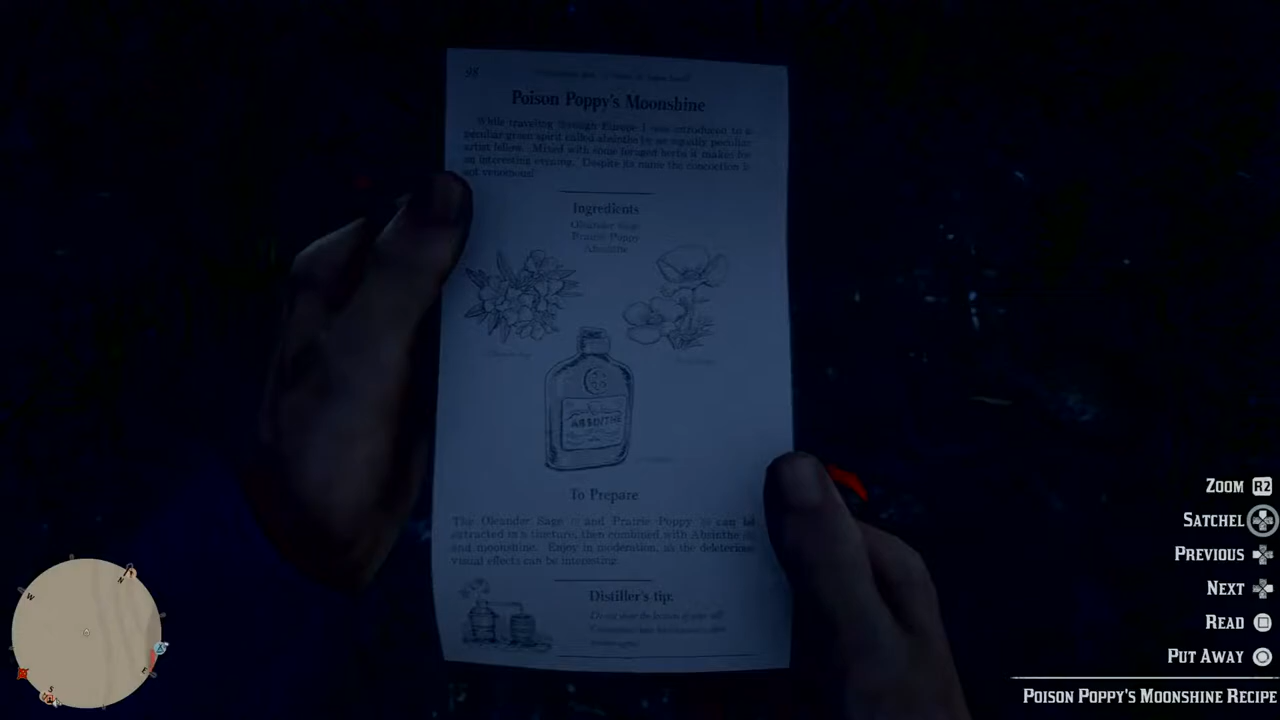 98
Poison Poppy's Moonshine
While traveling through Europe I was introduced to a
peculiar green spirit called absinthe by an equally peculiar
artist fellow. Mixed with some foraged herbs it makes for
an interesting evening. Despite its name the concoction is
not venomous!
Ingredients
Oleander Sage
Prairie Poppy
Absinthe
ABSINTHE
To Prepare
The Oleander Sage and Prairie Poppy can be
extracted in a tincture, then combined with Absinthe
and moonshine. Enjoy in moderation, as the deleterious
visual effects can be interesting.
Distiller's tip:
ZOOM R2
SATCHEL
PREVIOUS
NEXT
READ
PUT AWAY
POISON POPPY'S MOONSHINE RECIPE
N
W
E
S